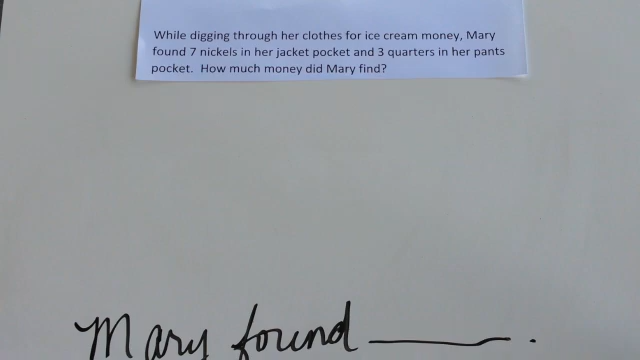 While digging through her clothes for ice cream money, Mary
found 7 nickels in her jacket pocket and 3 quarters in her pants
pocket.  How much money did Mary find?
Mary found ______.